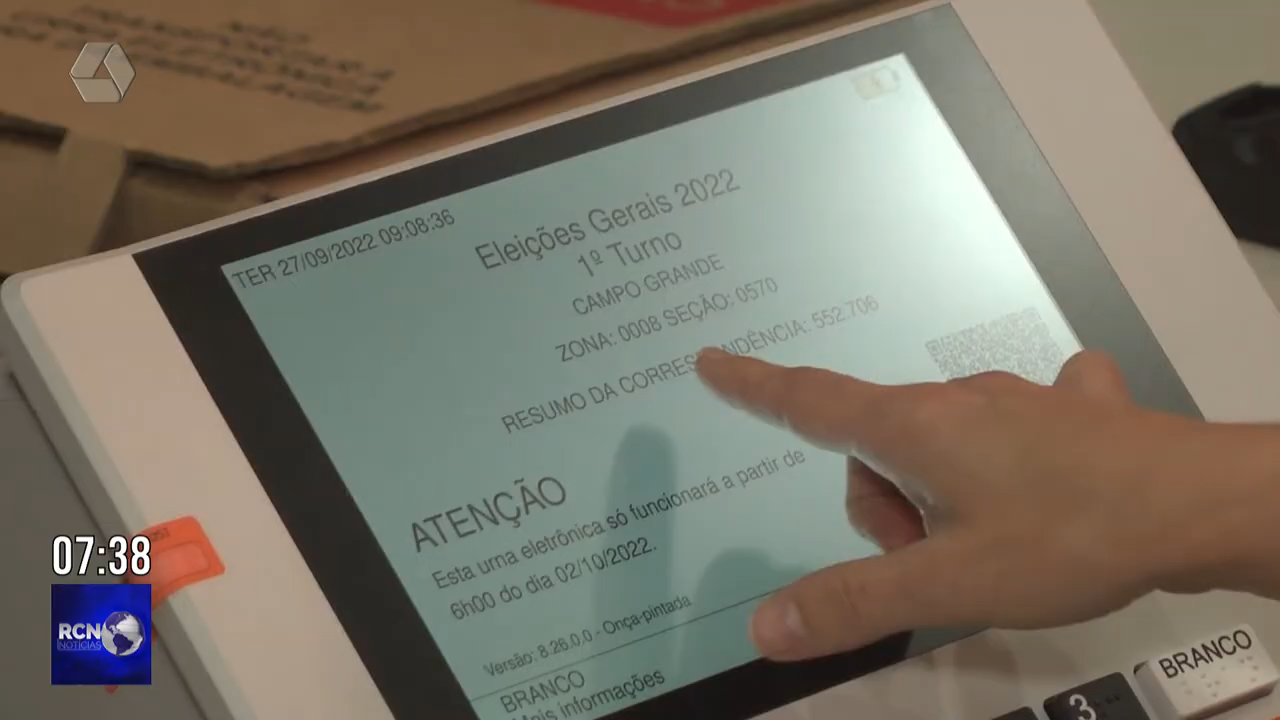 TER 27/09/2022 09:08:36
Eleições Gerais 2022
1º Turno
CAMPO GRANDE
ZONA: 0008 SEÇÃO: 0570
RESUMO DA CORRESPONDÊNCIA: 552.706
ATENÇÃO
Esta urna eletrônica só funcionará a partir de
6h00 do dia 02/10/2022.
Versão: 8.26.0.0 - Onça-pintada
BRANCO
Mais informações
3
BRANCO
07:38
RCN
NOTÍCIAS